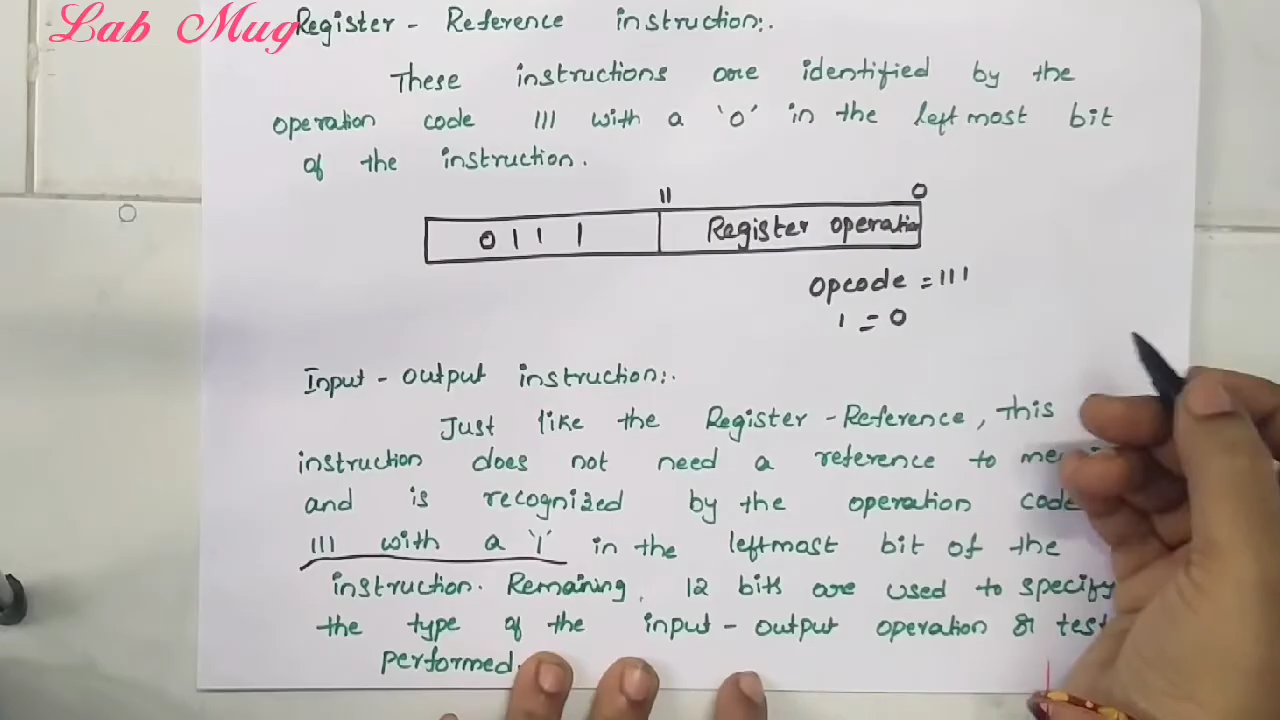 Lab Mug
Register - Reference instruction:.
These instructions are identified by the
operation code 111 with a '0' in the leftmost bit
of the instruction.
11 0
0 1 1 1 Register operation
opcode = 111
1 = 0
Input - output instruction:.
Just like the Register - Reference, this
instruction does not need a reference to
and is recognized by the operation code
111 with a '1' in the leftmost bit of the
instruction. Remaining, 12 bits are used to specify
the type of the input - output operation or test
performed.